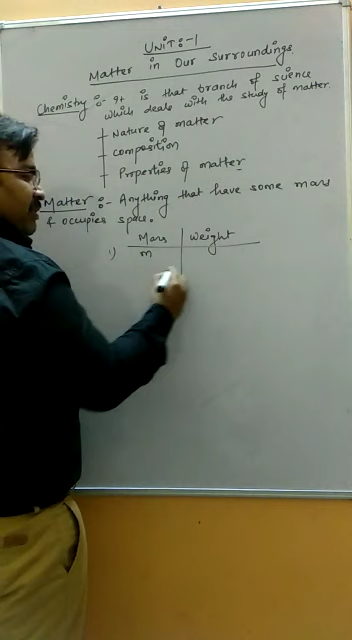 UNIT:-1
Matter in Our Surroundings.
Chemistry :- It is that branch of science
which deals with the study of matter.
Nature of matter
composition
Properties of matter
Matter :- Anything that have some mass
& occupies space.
Mass | Weight
1) m